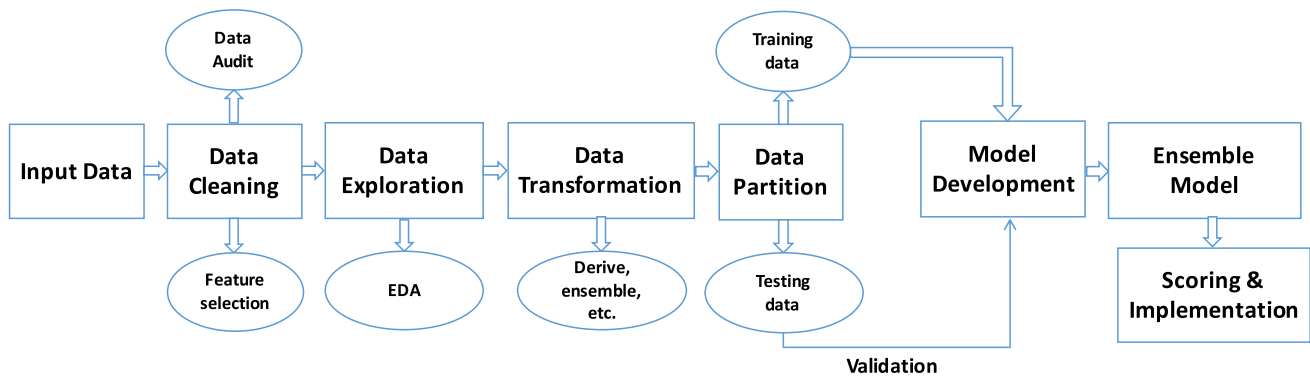 Data
Audit
Training
data
Input Data
Data
Cleaning
Data
Exploration
Data
Transformation
Data
Partition
Model
Development
Ensemble
Model
Feature
selection
EDA
Derive,
ensemble,
etc.
Testing
data
Scoring &
Implementation
Validation